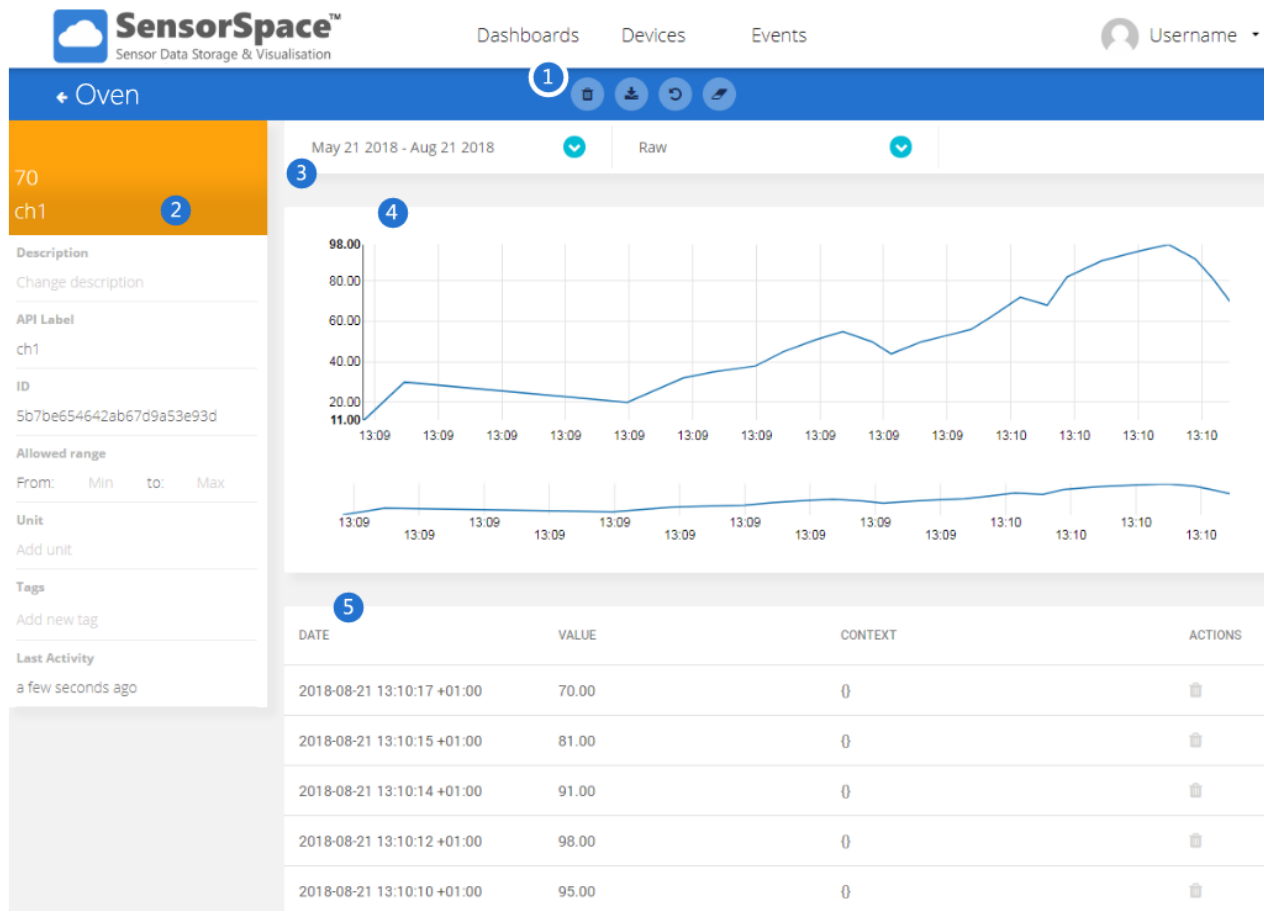 SensorSpace™
Sensor Data Storage & Visualisation
Dashboards Devices Events
Username
1
Oven
May 21 2018 - Aug 21 2018 Raw
3
70
ch1
2
4
Description
Change description
API Label
ch1
ID
5b7be654642ab67d9a53e93d
Allowed range
From: Min to: Max
Unit
Add unit
Tags
Add new tag
Last Activity
a few seconds ago
98.00
80.00
60.00
40.00
20.00
11.00
13:09 13:09 13:09 13:09 13:09 13:09 13:09 13:09 13:09 13:09 13:10 13:10 13:10 13:10
13:09 13:09 13:09 13:09 13:09 13:10 13:10
13:09 13:09 13:09 13:09 13:09 13:10 13:10
5
DATE VALUE CONTEXT ACTIONS
2018-08-21 13:10:17 +01:00 70.00 {}
2018-08-21 13:10:15 +01:00 81.00 {}
2018-08-21 13:10:14 +01:00 91.00 {}
2018-08-21 13:10:12 +01:00 98.00 {}
2018-08-21 13:10:10 +01:00 95.00 {}